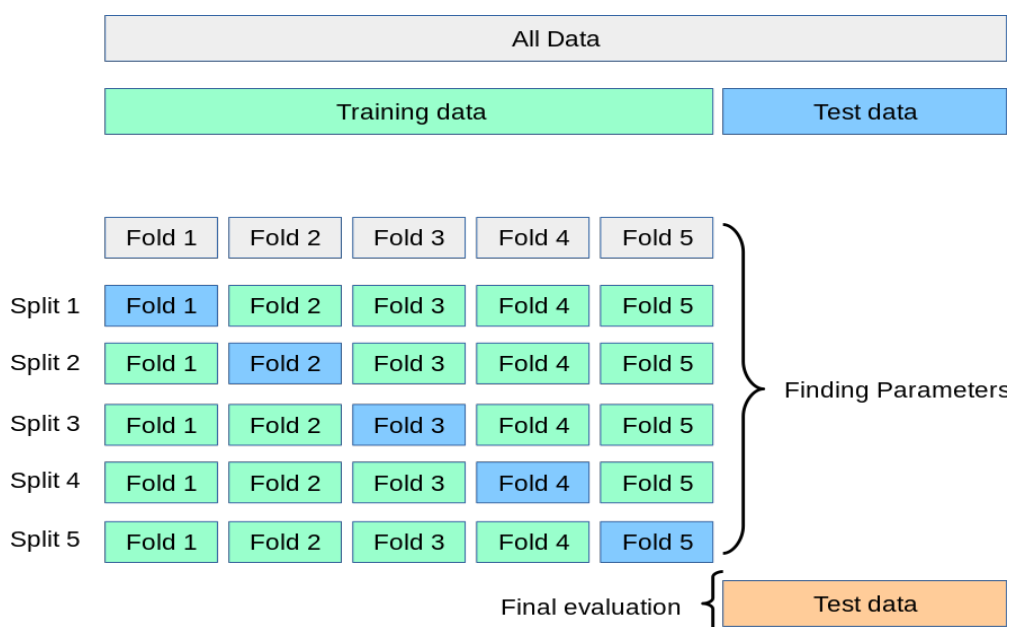 All Data
Training data Test data
Fold 1 Fold 2 Fold 3 Fold 4 Fold 5
Split 1 Fold 1 Fold 2 Fold 3 Fold 4 Fold 5
Split 2 Fold 1 Fold 2 Fold 3 Fold 4 Fold 5
Finding Parameters
Split 3 Fold 1 Fold 2 Fold 3 Fold 4 Fold 5
Split 4 Fold 1 Fold 2 Fold 3 Fold 4 Fold 5
Split 5 Fold 1 Fold 2 Fold 3 Fold 4 Fold 5
Final evaluation Test data